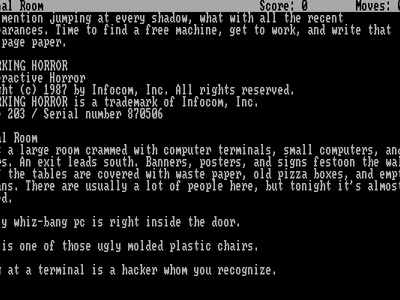 nal Room Score: 0 Moves: 0
mention jumping at every shadow, what with all the recent
arances. Time to find a free machine, get to work, and write that
page paper.
RKING HORROR
ractive Horror
ght (c) 1987 by Infocom, Inc. All rights reserved.
RKING HORROR is a trademark of Infocom, Inc.
203 / Serial number 870506
al Room
a large room crammed with computer terminals, small computers, and
rs. An exit leads south. Banners, posters, and signs festoon the wal
the tables are covered with waste paper, old pizza boxes, and empt
ans. There are usually a lot of people here, but tonight it's almost
ed.
y whiz-bang pc is right inside the door.
is one of those ugly molded plastic chairs.
g at a terminal is a hacker whom you recognize.